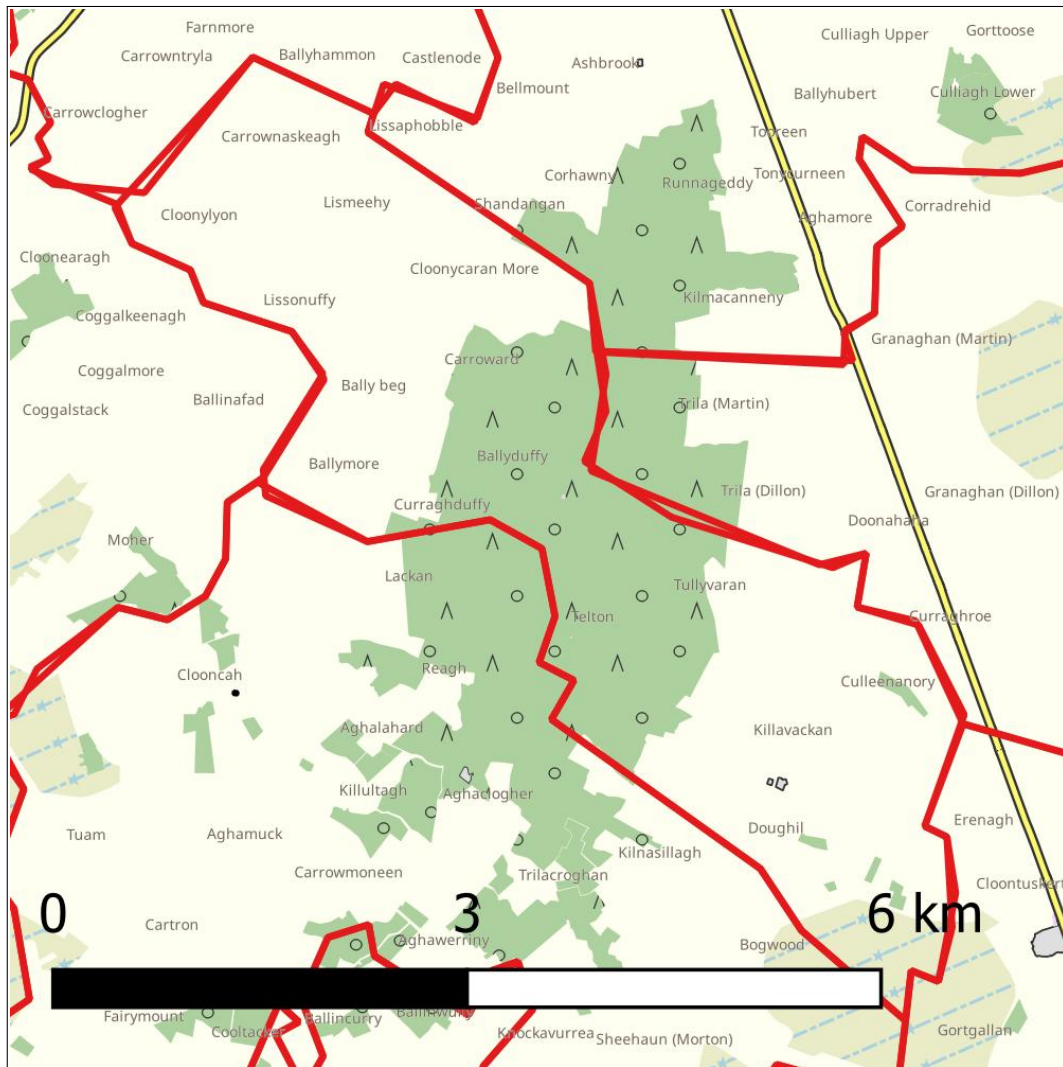 Farnmore
Culliagh Upper
Gorttoose
Carrowntryla
Ballyhammon
Castlenode
Ashbrook
Bellmount
Ballyhubert
Culliagh Lower
Carrowclogher
Lissaphobble
Carrownaskeagh
Tooreen
Corhawny
Runnageddy
Tonycurneen
Lismeehy
Shandangan
Corradrehid
Cloonylyon
Aghamore
Cloonearagh
Cloonycaran More
Lissonuffy
Kilmacanneny
Coggalkeenagh
Granaghan (Martin)
Carroward
Coggalmore
Bally beg
Ballinafad
Trila (Martin)
Coggalstack
Ballyduffy
Ballymore
Trila (Dillon)
Granaghan (Dillon)
Curraghduffy
Doonahaha
Moher
Lackan
Tullyvaran
Telton
Curraghroe
Clooncah
Reagh
Culleenanory
Aghalahard
Killavackan
Killultagh
Aghaclogher
Tuam
Aghamuck
Doughil
Erenagh
Kilnasillagh
Carrowmoneen
Trilacroghan
Cloontuskert
0 3 6 km
Cartron
Aghawerriny
Bogwood
Fairymount
Ballincurry
Ballinwully
Cooltacker
Knockavurrea
Sheehaun (Morton)
Gortgallan